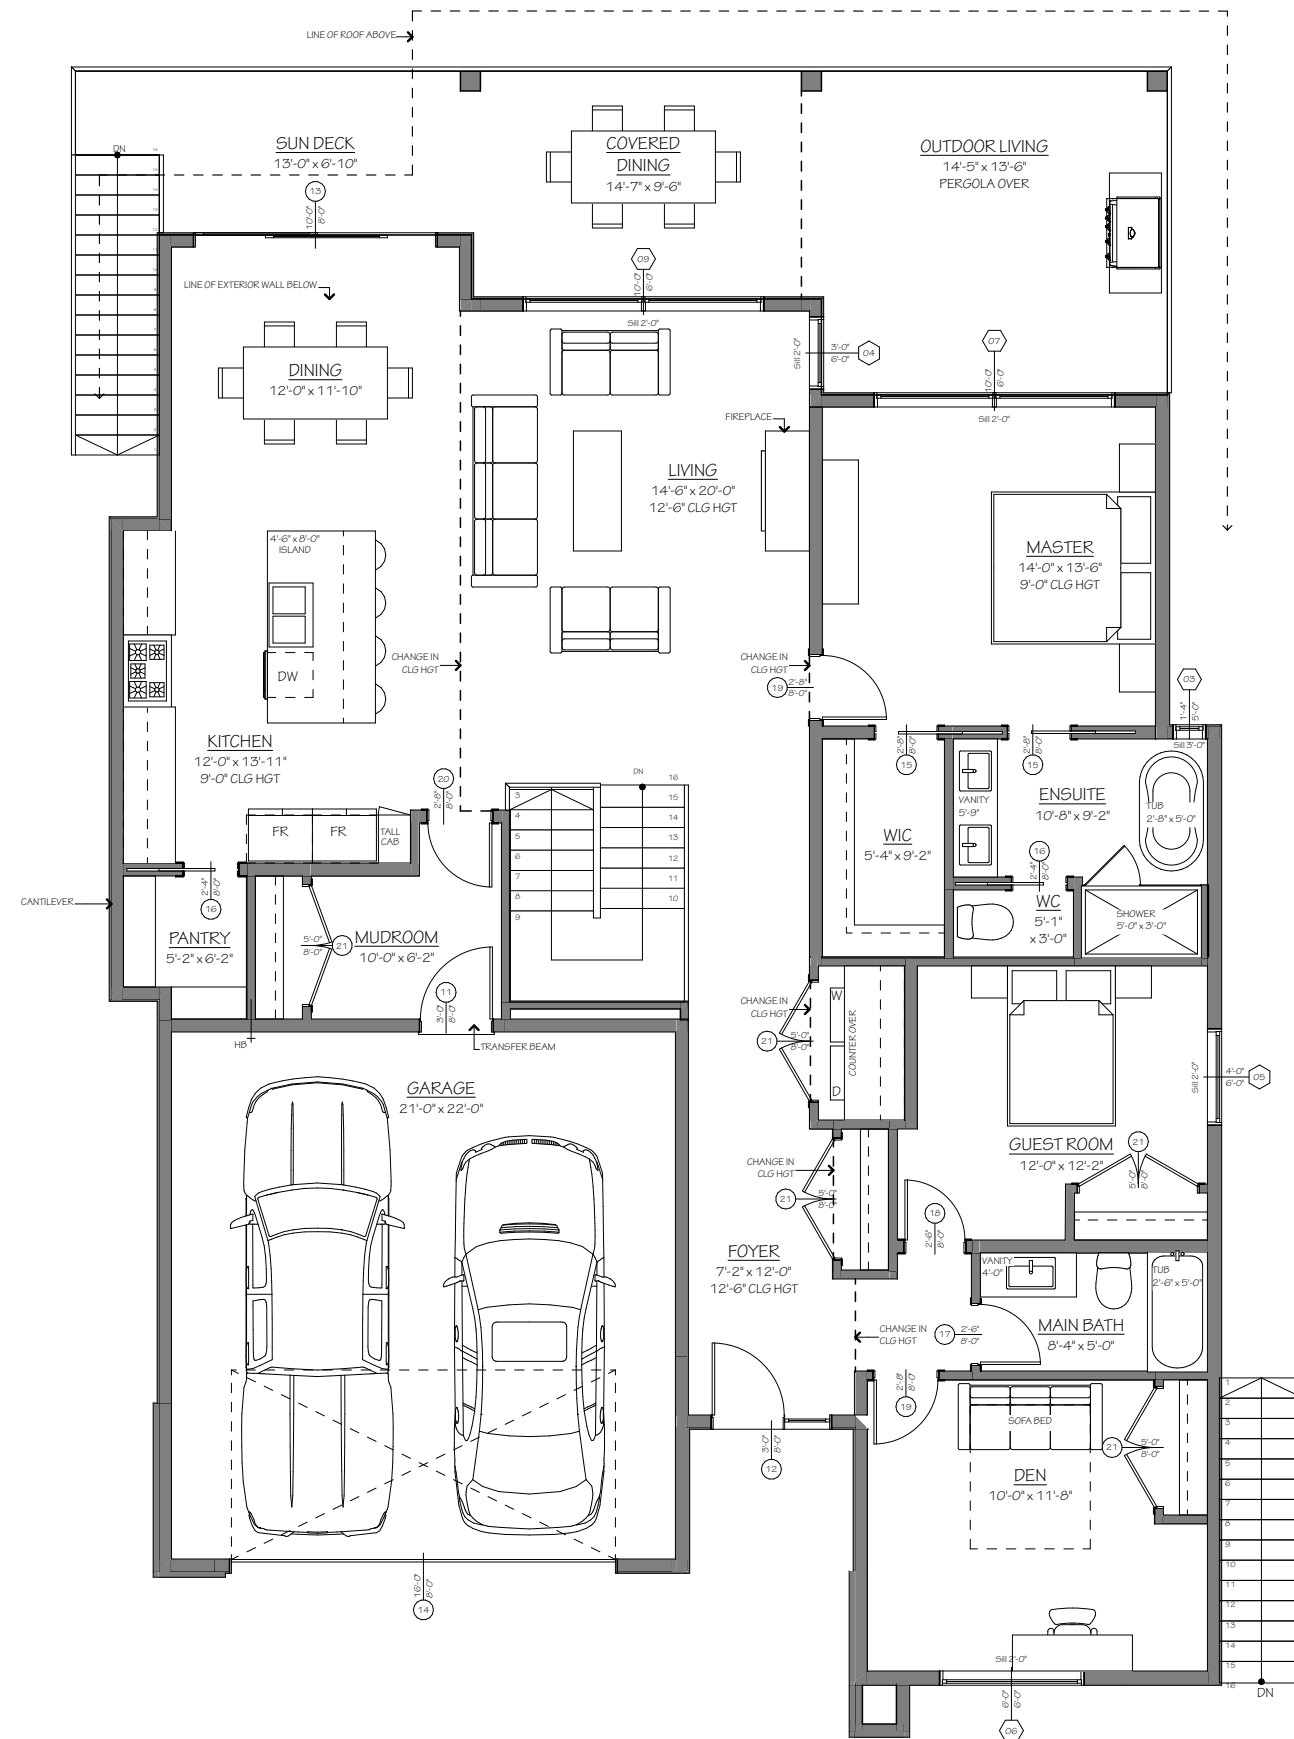 LINE OF ROOF ABOVE
DN
SUN DECK
13'-0" x 6'-10"
13
10'-0"
8'-0"
COVERED
DINING
14'-7" x 9'-6"
OUTDOOR LIVING
14'-5" x 13'-6"
PERGOLA OVER
LINE OF EXTERIOR WALL BELOW
09
10'-0"
6'-0"
Sill 2'-0"
Sill 2'-0"
3'-0"
6'-0"
04
07
10'-0"
6'-0"
Sill 2'-0"
DINING
12'-0" x 11'-10"
FIREPLACE
LIVING
14'-6" x 20'-0"
12'-6" CLG HGT
MASTER
14'-0" x 13'-6"
9'-0" CLG HGT
4'-6" x 8'-0"
ISLAND
DW
CHANGE IN
CLG HGT
CHANGE IN
CLG HGT
19
2'-8"
8'-0"
03
1'-4"
5'-0"
Sill 3'-0"
KITCHEN
12'-0" x 13'-11"
9'-0" CLG HGT
20
2'-8"
8'-0"
FR
FR
TALL
CAB
DN
3
4
5
6
7
8
9
16
15
14
13
12
11
10
2'-8"
8'-0"
15
2'-8"
8'-0"
15
VANITY
5'-9"
ENSUITE
10'-8" x 9'-2"
TUB
2'-8" x 5'-0"
WIC
5'-4" x 9'-2"
16
2'-4"
8'-0"
WC
5'-1"
x 3'-0"
SHOWER
5'-0" x 3'-0"
CANTILEVER
2'-4"
8'-0"
16
PANTRY
5'-2" x 6'-2"
5'-0"
8'-0"
21
MUDROOM
10'-0" x 6'-2"
11
3'-0"
8'-0"
HB
TRANSFER BEAM
CHANGE IN
CLG HGT
21
5'-0"
8'-0"
W
D
COUNTER OVER
GARAGE
21'-0" x 22'-0"
Sill 2'-0"
4'-0"
6'-0"
05
GUEST ROOM
12'-0" x 12'-2"
21
5'-0"
8'-0"
CHANGE IN
CLG HGT
21
5'-0"
8'-0"
18
2'-6"
8'-0"
FOYER
7'-2" x 12'-0"
12'-6" CLG HGT
VANITY
4'-0"
TUB
2'-6" x 5'-0"
CHANGE IN
CLG HGT
17
2'-6"
8'-0"
MAIN BATH
8'-4" x 5'-0"
2'-8"
8'-0"
19
SOFA BED
21
5'-0"
8'-0"
3'-0"
8'-0"
12
DEN
10'-0" x 11'-8"
1
2
3
4
5
6
7
8
9
10
11
12
13
14
15
16
DN
16'-0"
8'-0"
14
Sill 2'-0"
6'-0"
6'-0"
06